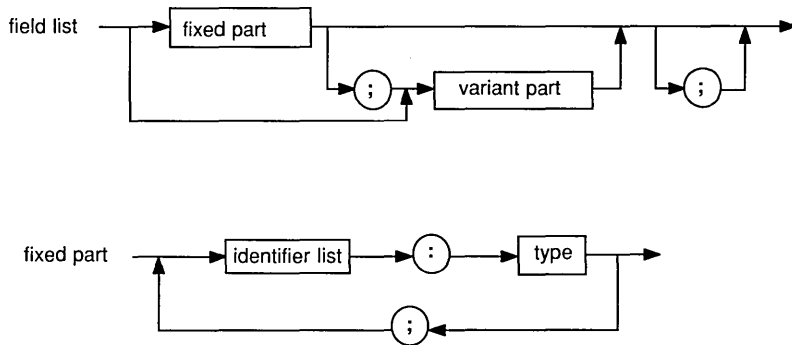 field list
fixed part
;
variant part
;
fixed part
identifier list
:
type
;